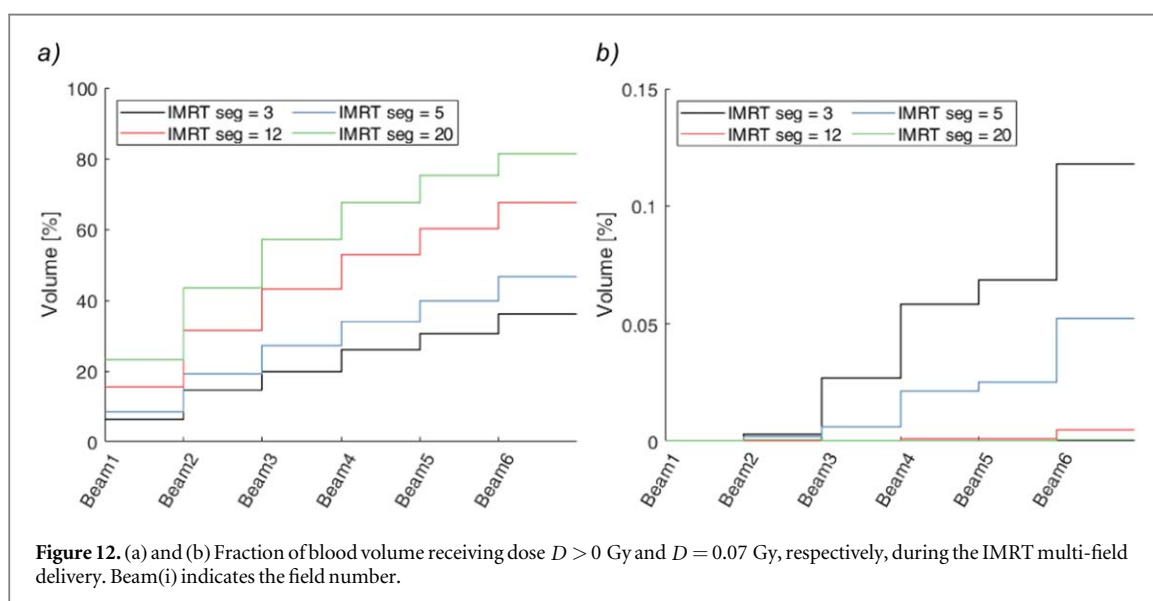 a)
100
80
60
40
20
0
Volume [%]
IMRT seg = 3 IMRT seg = 5
IMRT seg = 12 IMRT seg = 20
Beam1
Beam2
Beam3
Beam4
Beam5
Beam6
b)
0.15
0.1
0.05
0
Volume [%]
IMRT seg = 3 IMRT seg = 5
IMRT seg = 12 IMRT seg = 20
Beam1
Beam2
Beam3
Beam4
Beam5
Beam6
Figure 12. (a) and (b) Fraction of blood volume receiving dose D > 0 Gy and D = 0.07 Gy, respectively, during the IMRT multi-field
delivery. Beam(i) indicates the field number.